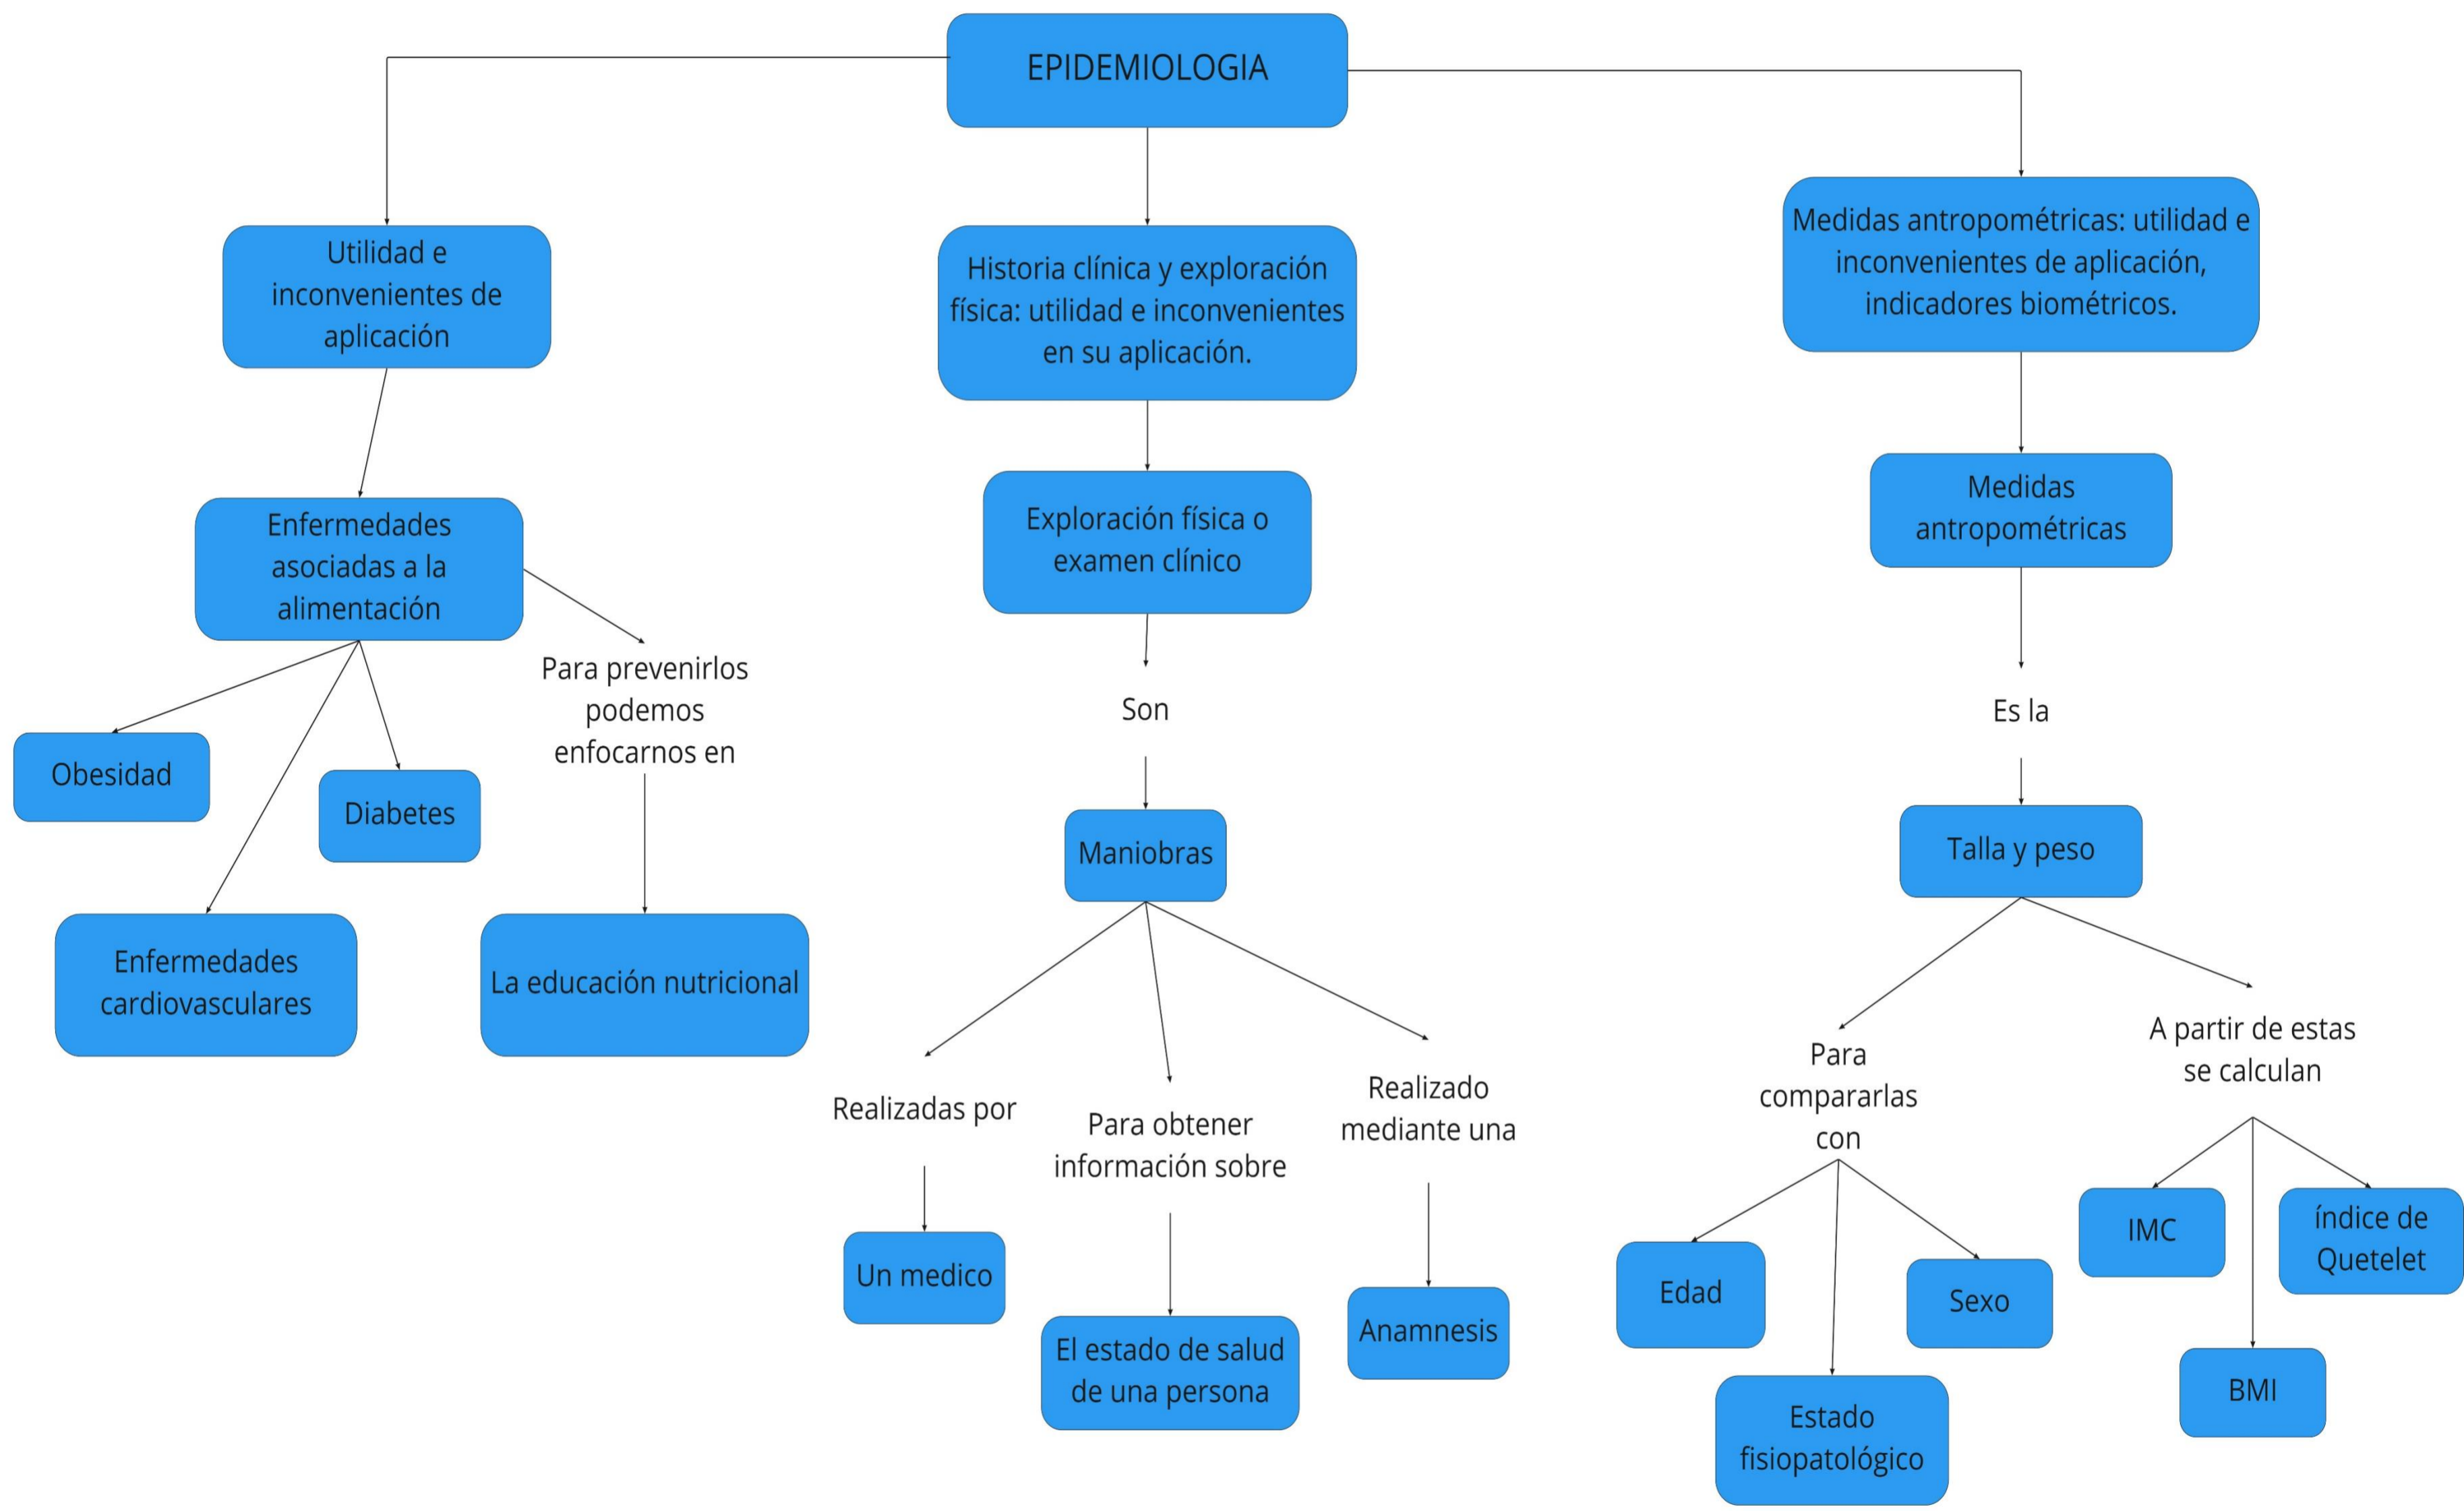 EPIDEMIOLOGIA
Utilidad e
inconvenientes de
aplicación
Historia clínica y exploración
física: utilidad e inconvenientes
en su aplicación.
Medidas antropométricas: utilidad e
inconvenientes de aplicación,
indicadores biométricos.
Enfermedades
asociadas a la
alimentación
Exploración física o
examen clínico
Medidas
antropométricas
Obesidad
Diabetes
Enfermedades
cardiovasculares
Para prevenirlos
podemos
enfocarnos en
La educación nutricional
Son
Maniobras
Realizadas por
Un medico
Para obtener
información sobre
El estado de salud
de una persona
Realizado
mediante una
Anamnesis
Es la
Talla y peso
Para
compararlas
con
Edad
Estado
fisiopatológico
Sexo
A partir de estas
se calculan
IMC
BMI
índice de
Quetelet